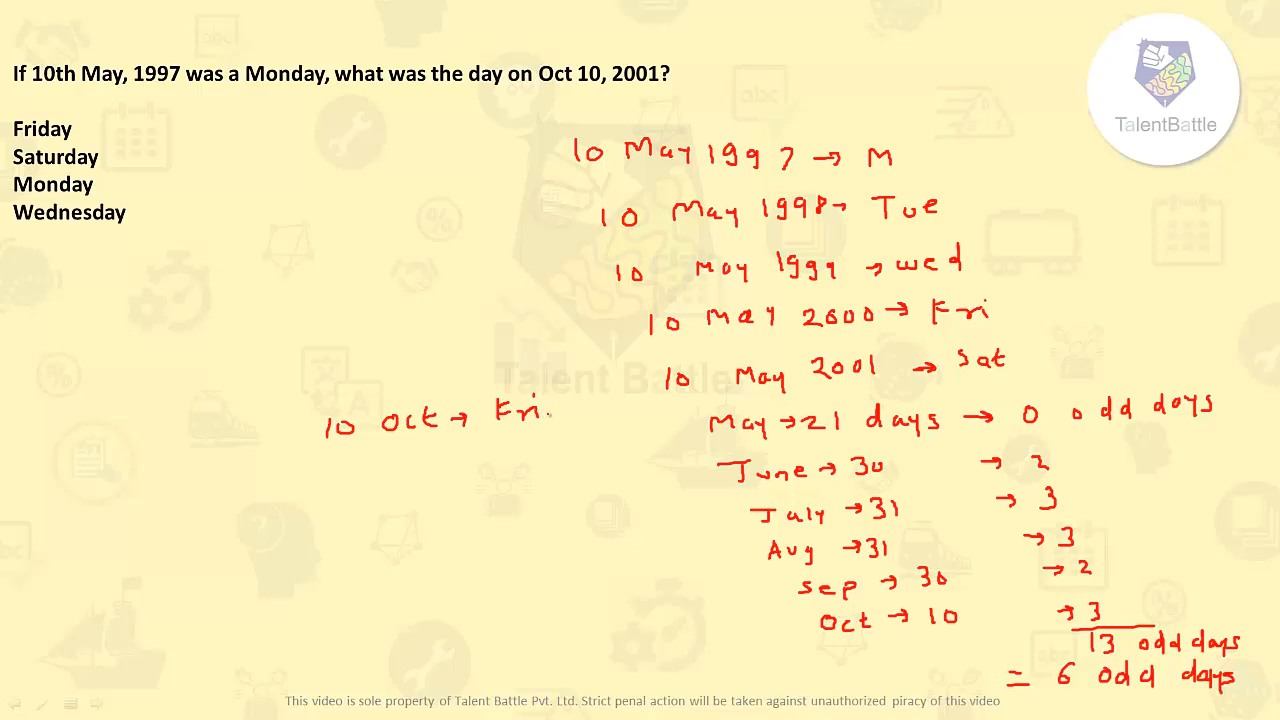 If 10th May, 1997 was a Monday, what was the day on Oct 10, 2001?
Friday
Saturday
Monday
Wednesday
TalentBattle
10 May 1997 → M
10 May 1998 → Tue
10 May 1999 → wed
10 May 2000 → Fri
10 May 2001 → Sat
10 Oct → Fri.
May → 21 days → 0 odd days
June → 30 → 2
July → 31 → 3
Aug → 31 → 3
Sep → 30 → 2
Oct → 10 → 3
13 odd days
= 6 odd days
Talent Battle
This video is sole property of Talent Battle Pvt. Ltd. Strict penal action will be taken against unauthorized piracy of this video